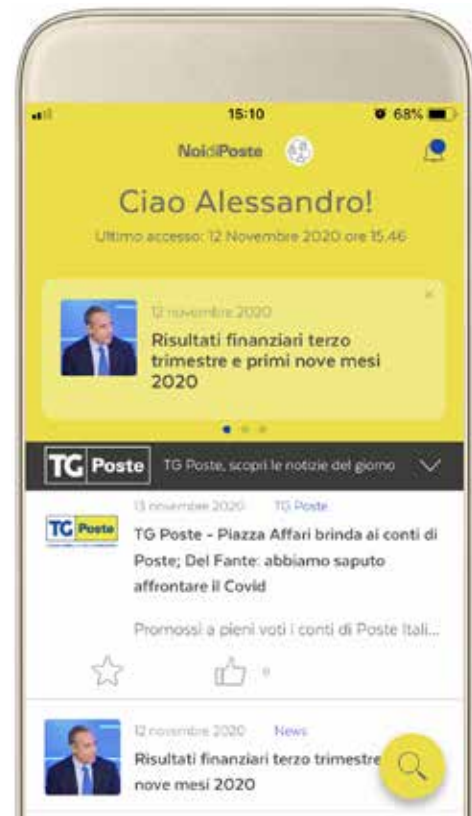 15:10
68%
NoidiPoste
Ciao Alessandro!
Ultimo accesso: 12 Novembre 2020 ore 15.46
12 novembre 2020
Risultati finanziari terzo
trimestre e primi nove mesi
2020
TG Poste TG Poste, scopri le notizie del giorno
13 novembre 2020 TG Poste
TG Poste
TG Poste - Piazza Affari brinda ai conti di
Poste; Del Fante: abbiamo saputo
affrontare il Covid
Promossi a pieni voti i conti di Poste Itali...
0
12 novembre 2020 News
Risultati finanziari terzo trimestre
nove mesi 2020